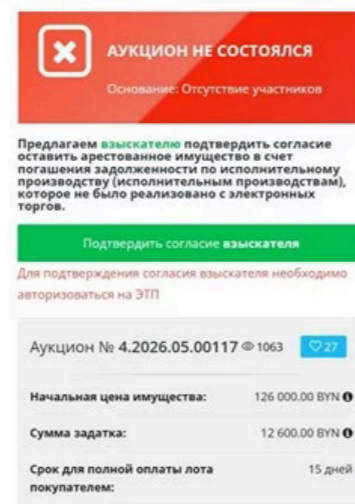 АУКЦИОН НЕ СОСТОЯЛСЯ
Основание: Отсутствие участников
Предлагаем взыскателю подтвердить согласие
оставить арестованное имущество в счет
погашения задолженности по исполнительному
производству (исполнительным производствам),
которое не было реализовано с электронных
торгов.
Подтвердить согласие взыскателя
Для подтверждения согласия взыскателя необходимо
авторизоваться на ЭТП
Аукцион № 4.2026.05.00117 1063 27
Начальная цена имущества: 126 000.00 BYN
Сумма задатка: 12 600.00 BYN
Срок для полной оплаты лота 15 дней
покупателем: